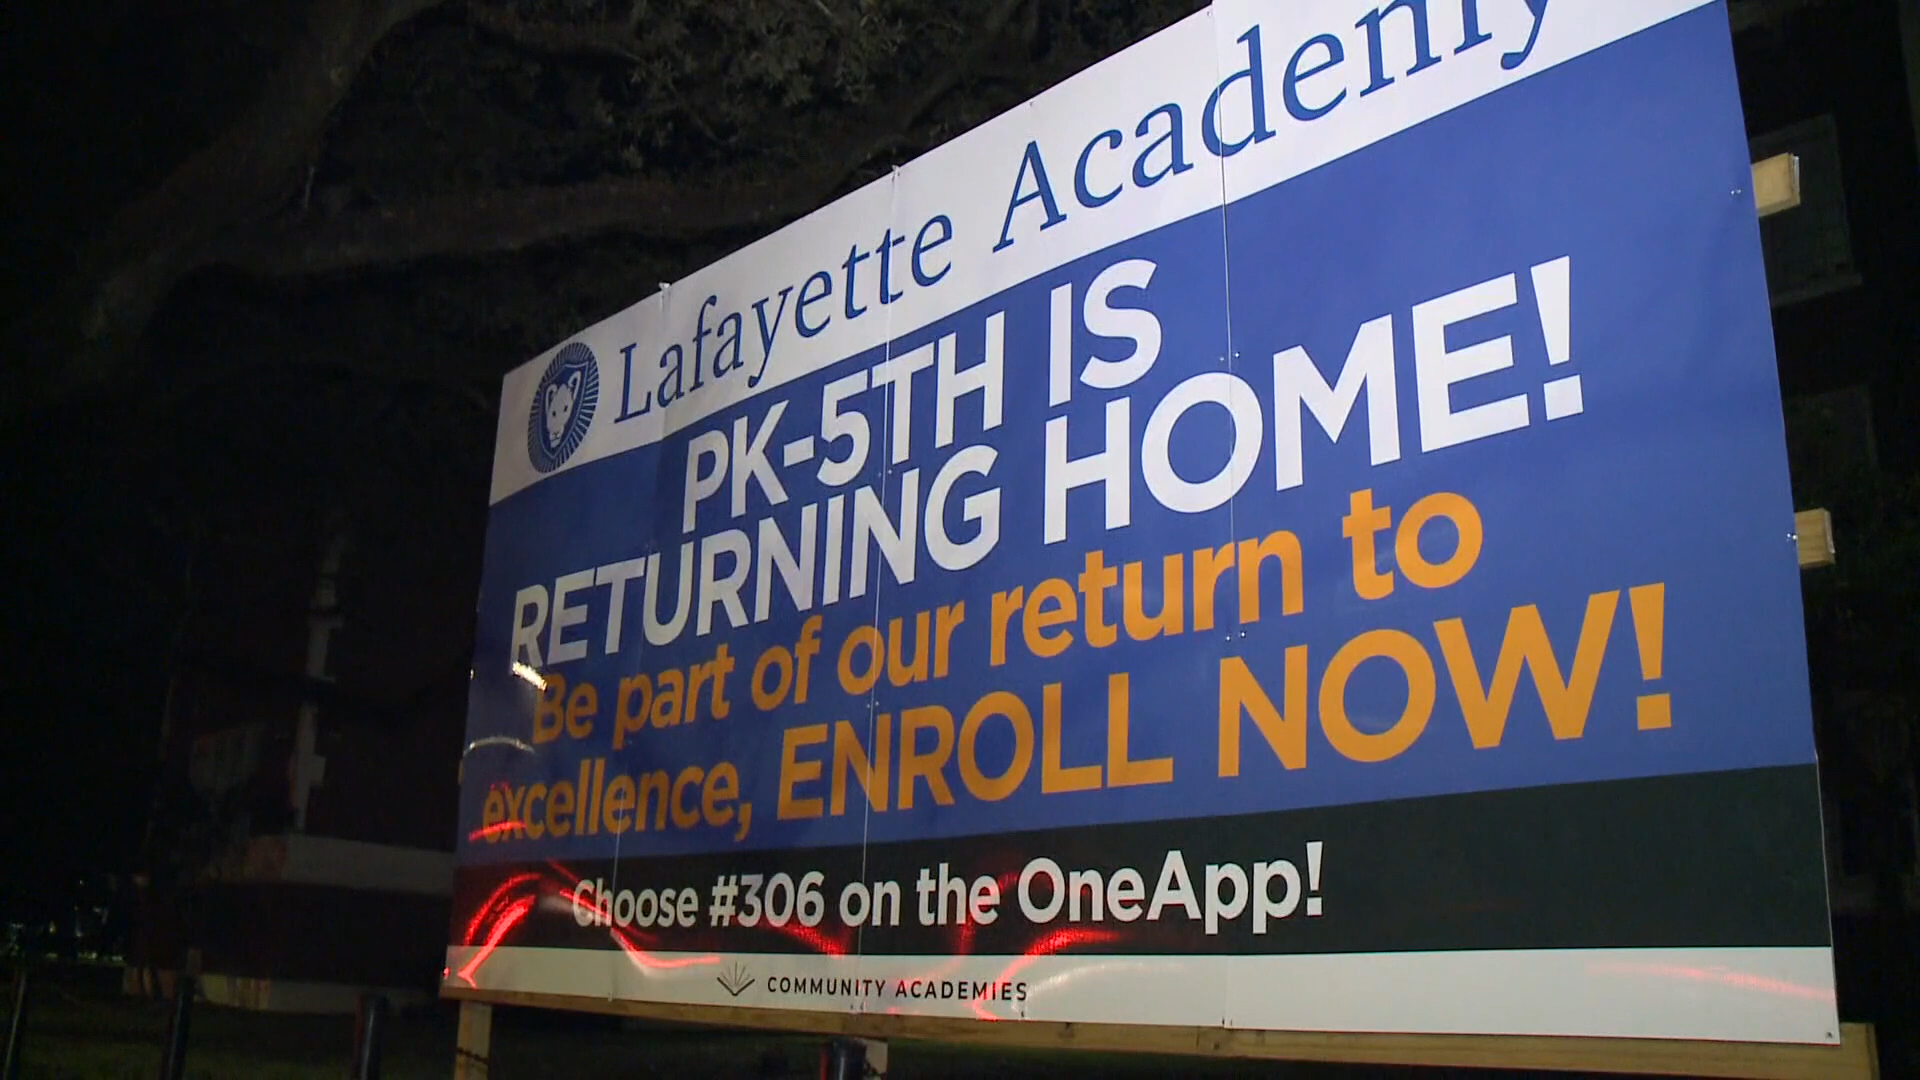 Lafayette Academy
PK-5TH IS
RETURNING HOME!
Be part of our return to
excellence, ENROLL NOW!
Choose #306 on the OneApp!
COMMUNITY ACADEMIES